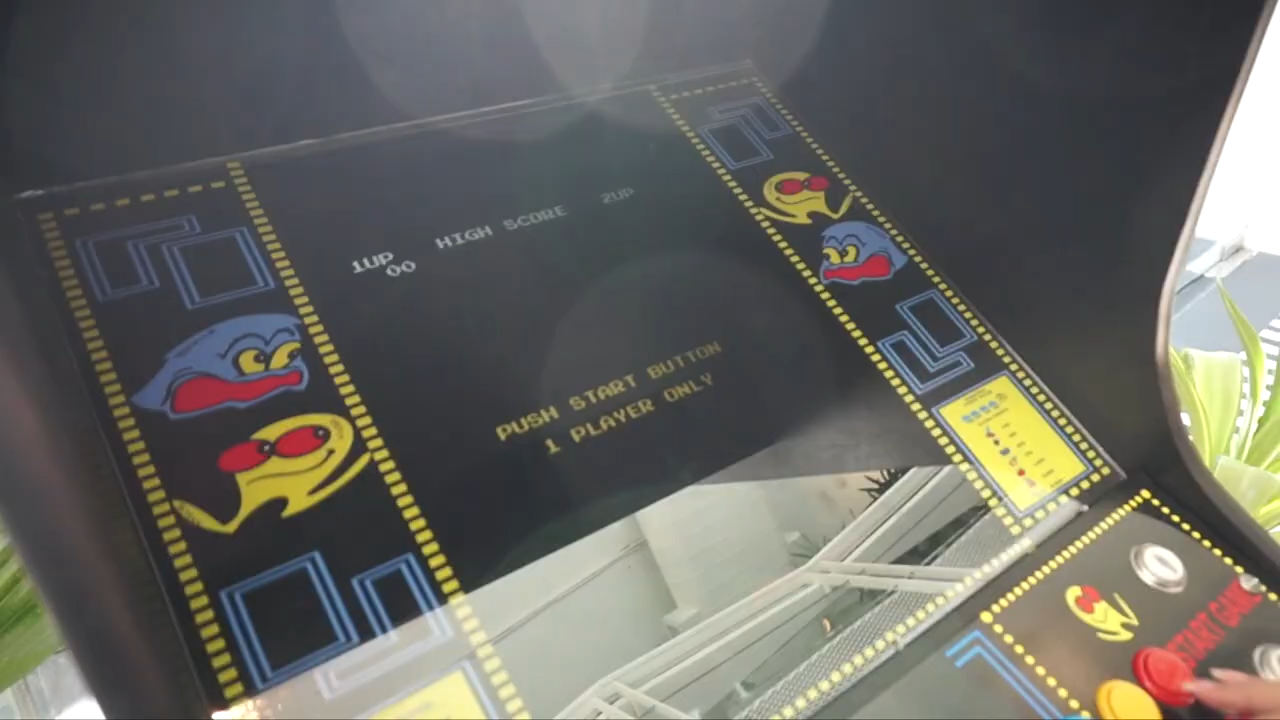 1UP HIGH SCORE 2UP
00
PUSH START BUTTON
1 PLAYER ONLY
START GAME